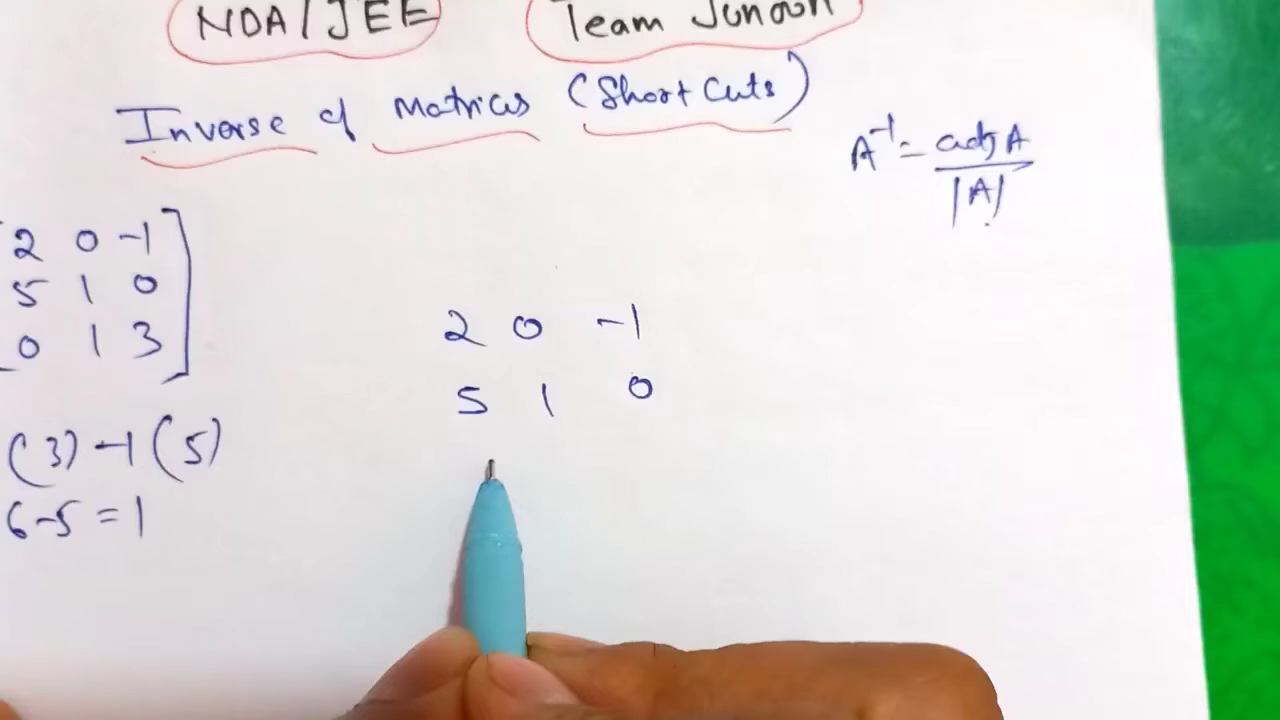 NDA/JEE Team Junoon
Inverse of Matrices (Short Cuts)
A⁻¹ = adj A / |A|
2 0 -1
5 1 0
0 1 3
(3) -1 (5)
6-5 = 1
2 0 -1
5 1 0